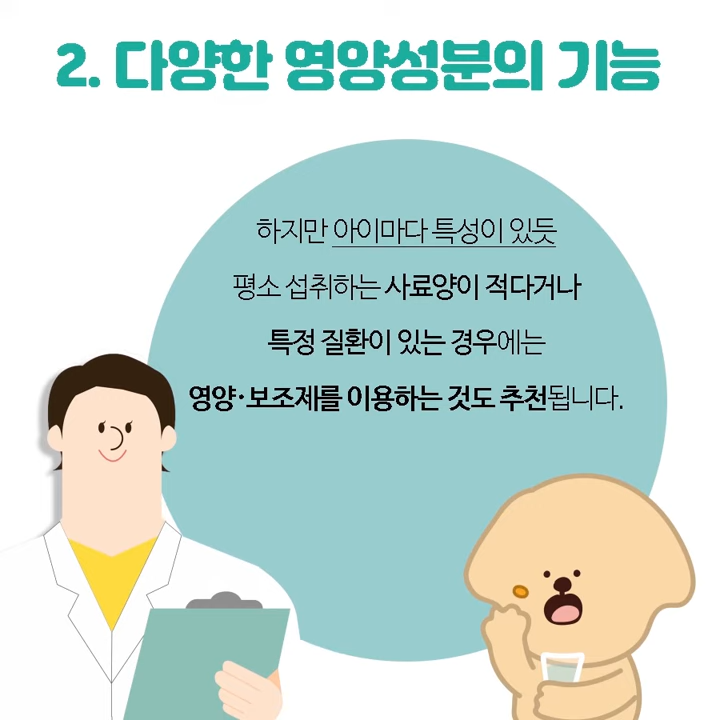 2. 다양한 영양성분의 기능
하지만 아이마다 특성이 있듯
평소 섭취하는 사료양이 적다거나
특정 질환이 있는 경우에는
영양·보조제를 이용하는 것도 추천됩니다.